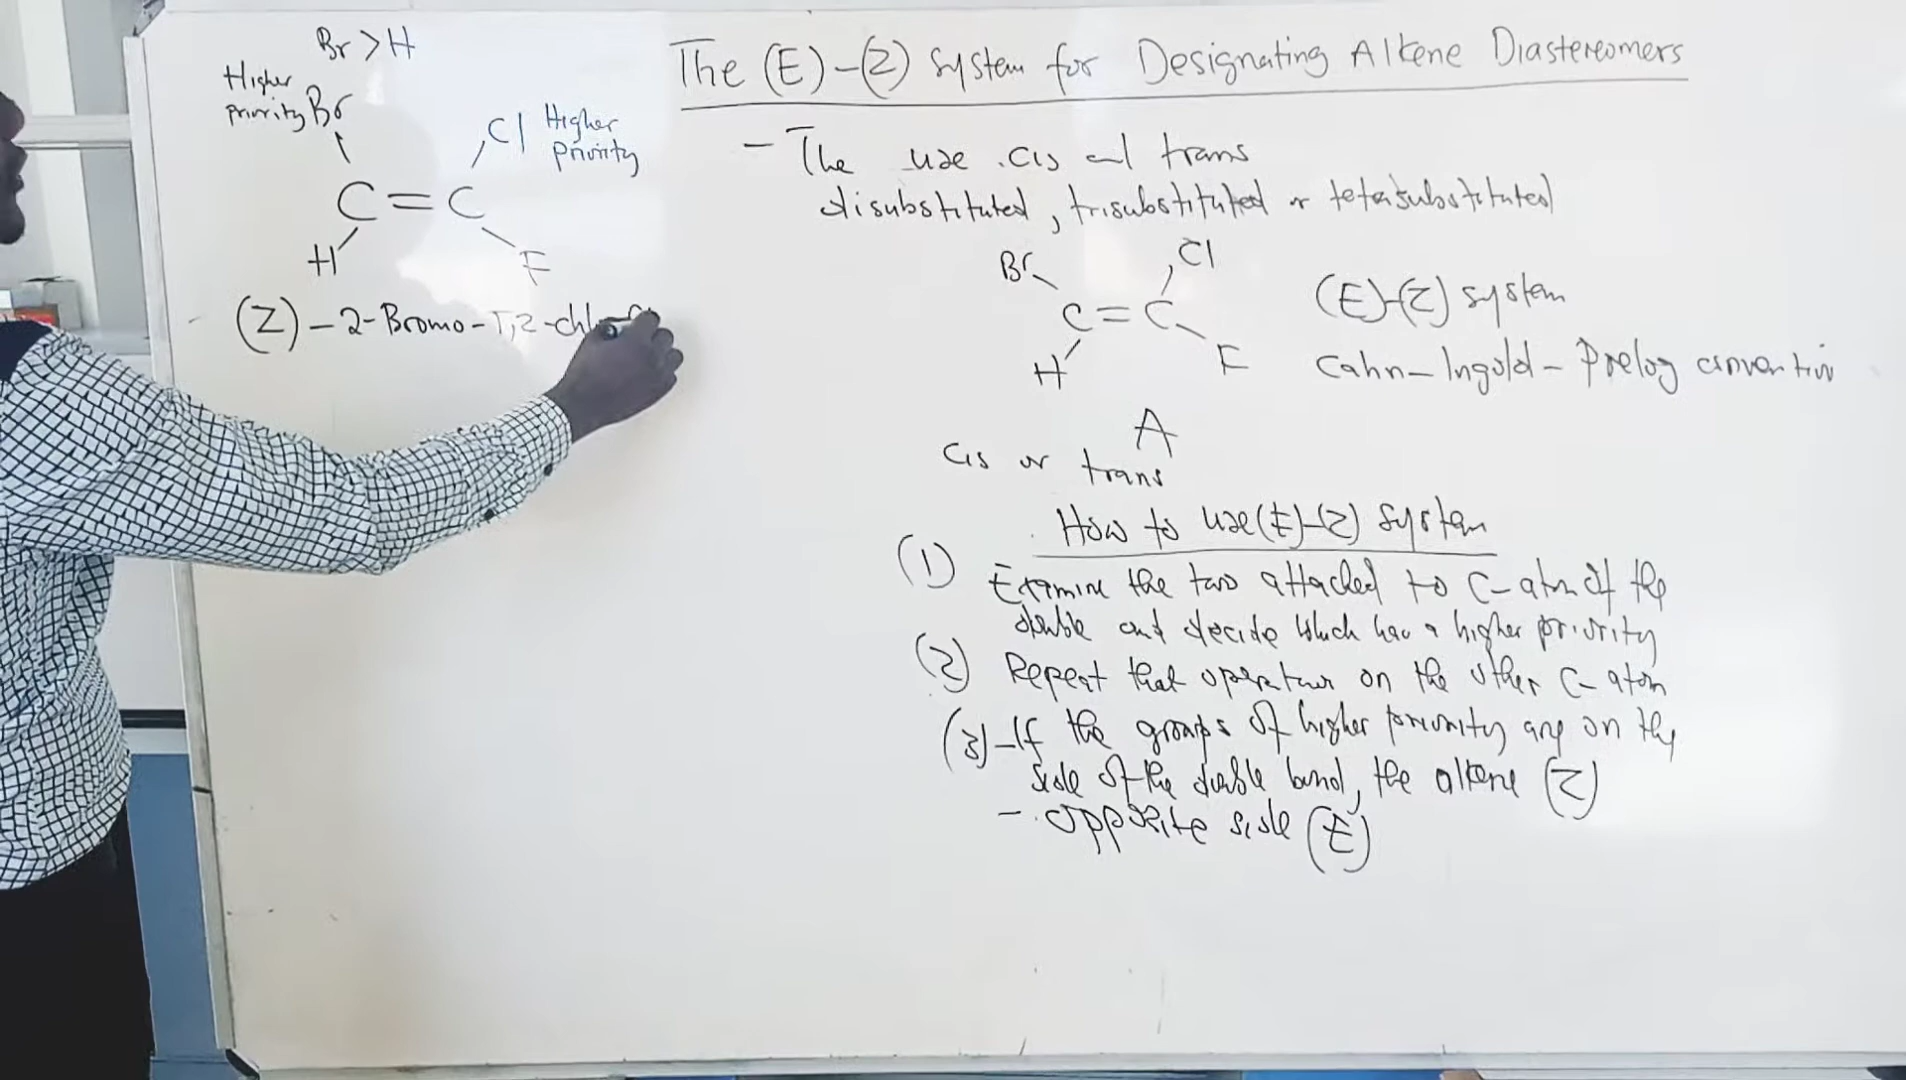 Br > H
Higher
priority Br
Cl Higher
priority
C = C
H
F
(Z) - 2-Bromo-1,2-chlo
The (E)-(Z) system for Designating Alkene Diastereomers
- The use cis and trans
disubstituted, trisubstituted or tetrasubstituted
Br Cl
C = C
H F
A
(E)-(Z) system
Cahn-Ingold-Prelog convention
cis or trans
How to use (E)-(Z) system
(1) Examine the two attached to C-atom of the
double and decide which has a higher priority
(2) Repeat that operation on the other C-atom
(3) - If the groups of higher priority are on the
side of the double bond, the alkene (Z)
- opposite side (E)